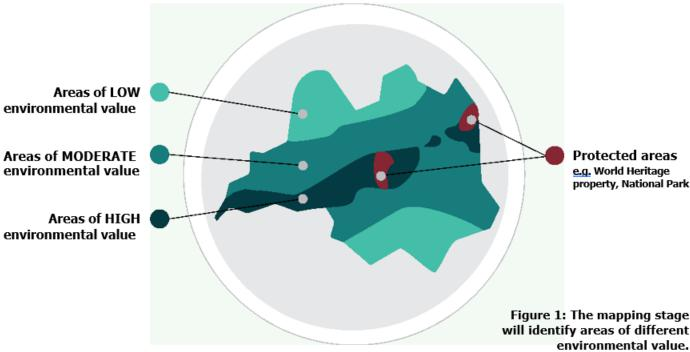 Areas of LOW
environmental value
Areas of MODERATE
environmental value
Areas of HIGH
environmental value
Protected areas
e.g. World Heritage
property, National Park
Figure 1: The mapping stage
will identify areas of different
environmental value.